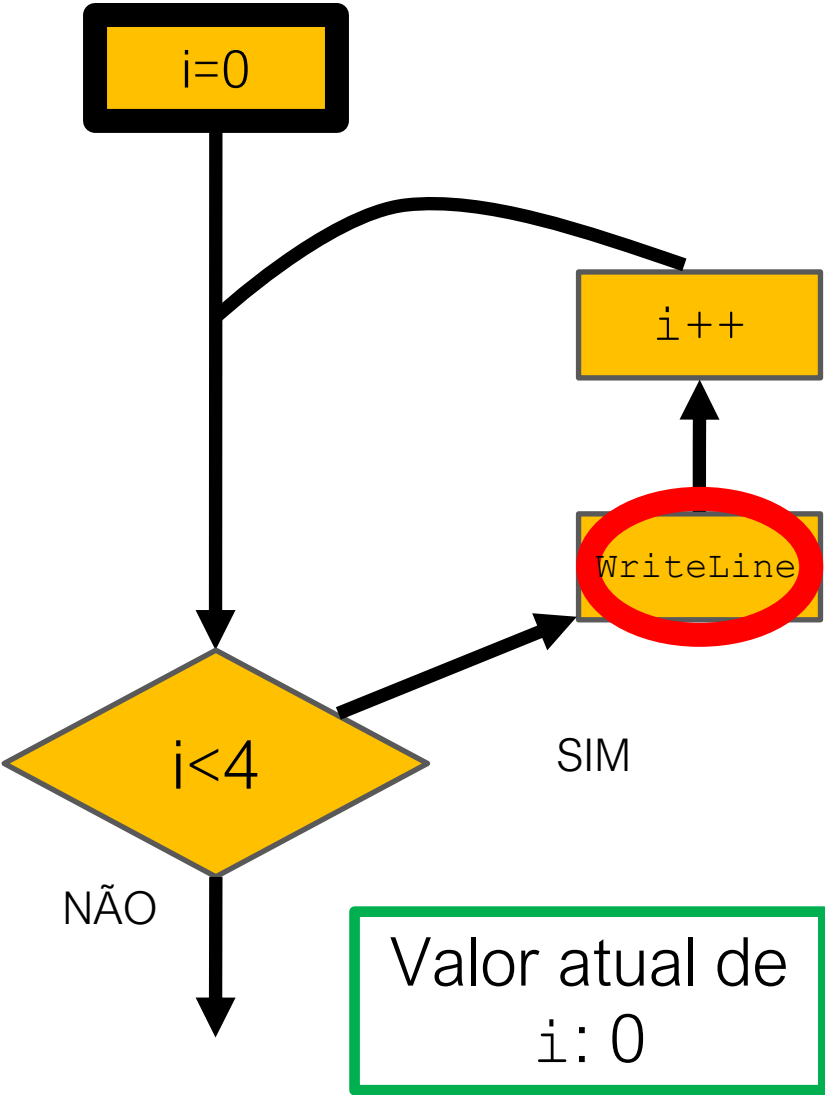 i=0
i++
WriteLine
i<4
SIM
NÃO
Valor atual de
i: 0